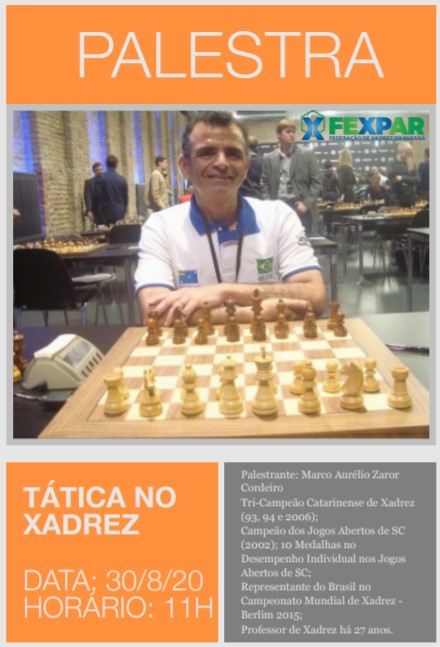 PALESTRA
FEXPAR
FEDERAÇÃO DE XADREZ DO PARANÁ
TÁTICA NO
XADREZ
DATA: 30/8/20
HORÁRIO: 11H
Palestrante: Marco Aurélio Zaror
Cordeiro
Tri-Campeão Catarinense de Xadrez
(93, 94 e 2006);
Campeão dos Jogos Abertos de SC
(2002); 10 Medalhas no
Desempenho Individual nos Jogos
Abertos de SC;
Representante do Brasil no
Campeonato Mundial de Xadrez -
Berlim 2015;
Professor de Xadrez há 27 anos.